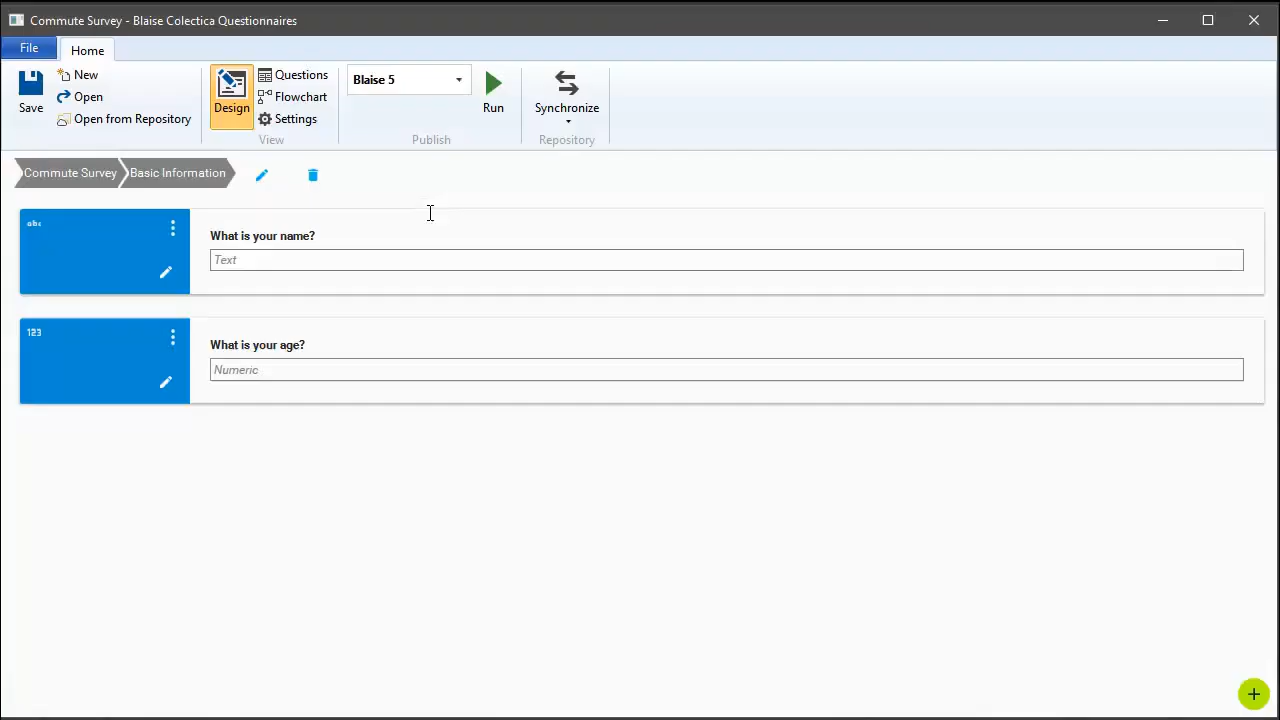 Commute Survey - Blaise Colectica Questionnaires
File
Home
Save
New
Open
Open from Repository
Design
Questions
Flowchart
Settings
View
Blaise 5
Run
Publish
Synchronize
Repository
Commute Survey
Basic Information
abc
What is your name?
Text
123
What is your age?
Numeric